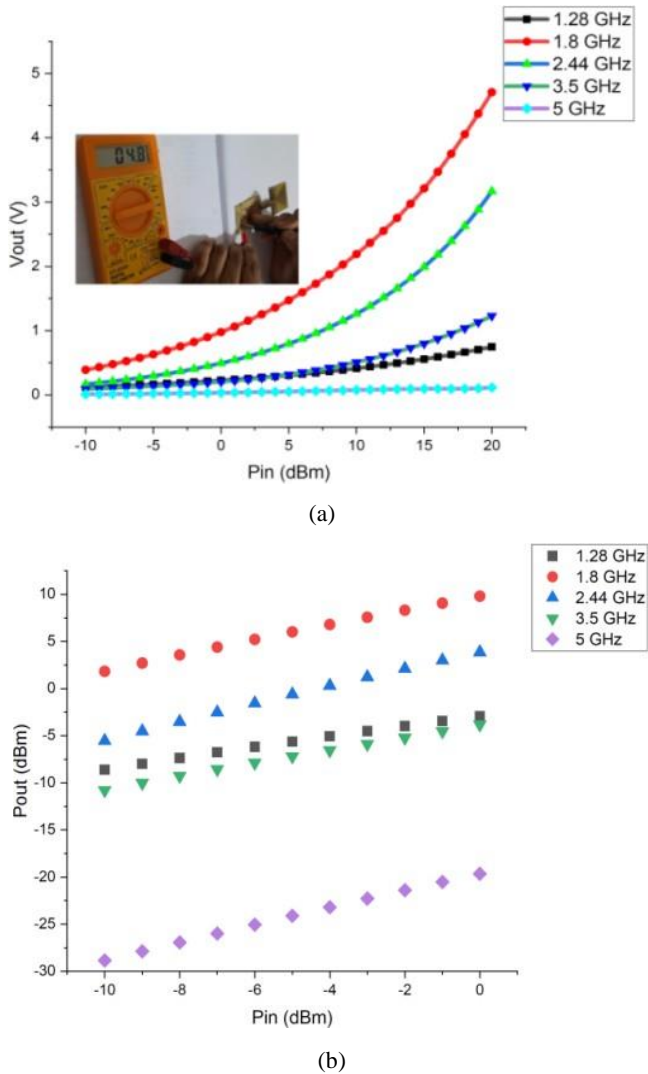 1.28 GHz
1.8 GHz
2.44 GHz
3.5 GHz
5 GHz
5
4
3
2
1
0
Vout (V)
04.8
-10
-5
0
5
10
15
20
Pin (dBm)
(a)
1.28 GHz
1.8 GHz
2.44 GHz
3.5 GHz
5 GHz
10
5
0
-5
-10
-15
-20
-25
-30
Pout (dBm)
-10
-8
-6
-4
-2
0
Pin (dBm)
(b)